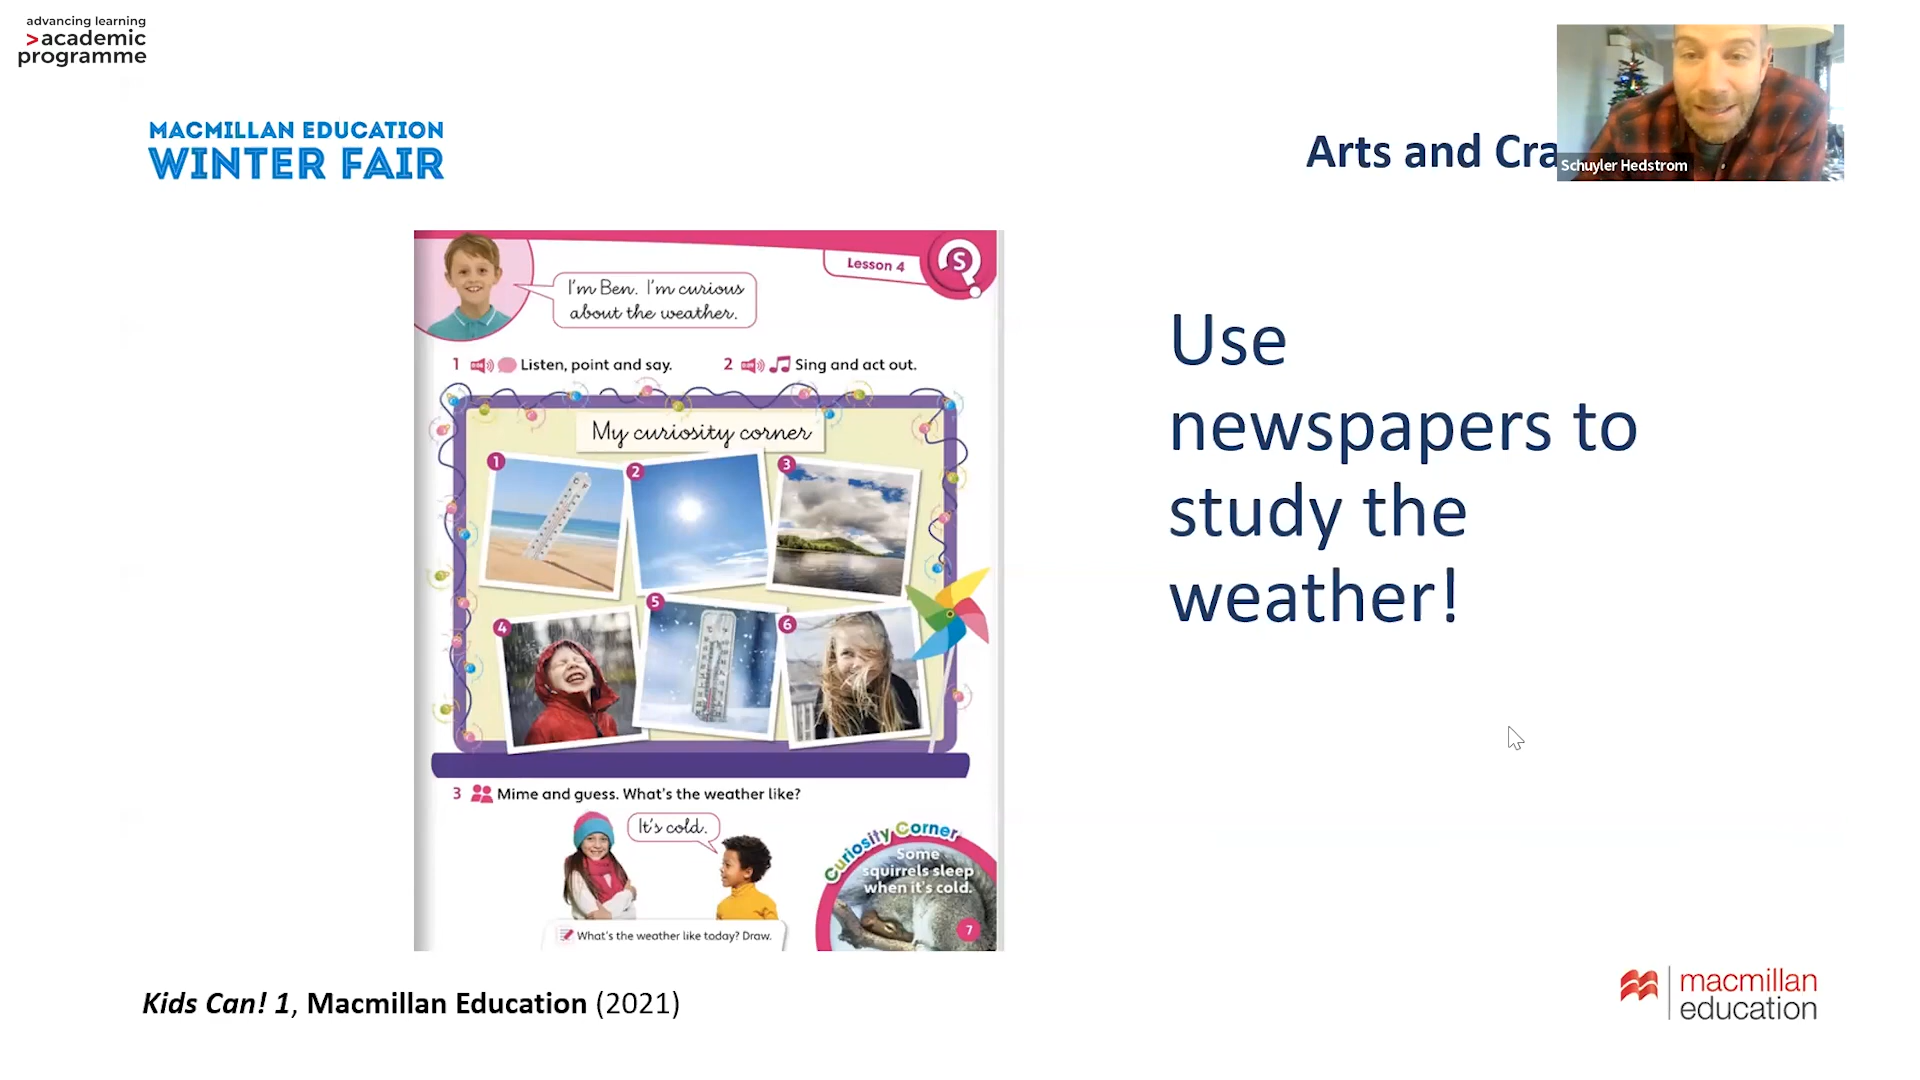 advancing learning
>academic
programme
MACMILLAN EDUCATION
WINTER FAIR
Arts and Cra
Schuyler Hedstrom
Lesson 4
S
I'm Ben. I'm curious
about the weather.
1 Listen, point and say.
2 Sing and act out.
My curiosity corner
1
2
3
4
5
6
3 Mime and guess. What's the weather like?
It's cold.
Curiosity Corner
Some
squirrels sleep
when it's cold.
What's the weather like today? Draw.
7
Use
newspapers to
study the
weather!
Kids Can! 1, Macmillan Education (2021)
macmillan
education